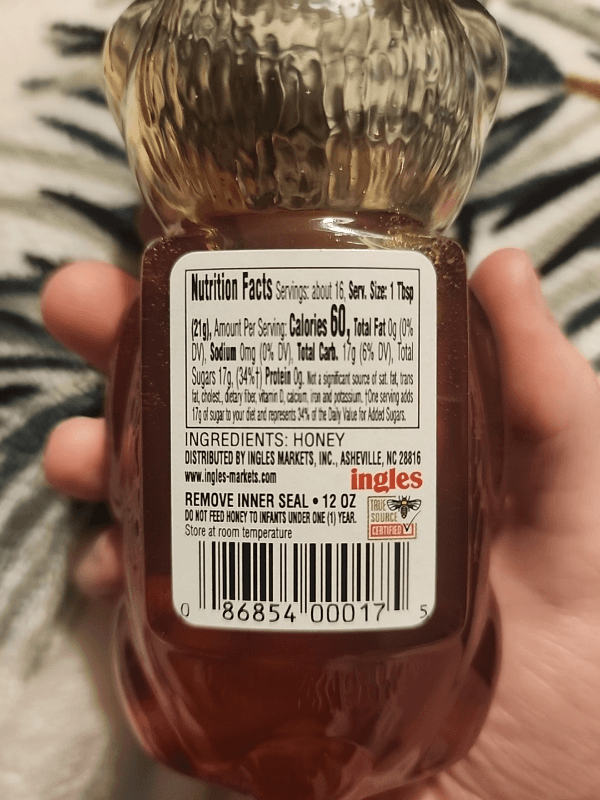 Nutrition Facts Servings: about 16, Serv. Size: 1 Tbsp
(21g), Amount Per Serving: Calories 60, Total Fat 0g (0%
DV), Sodium 0mg (0% DV), Total Carb. 17g (6% DV), Total
Sugars 17g, (34%†) Protein 0g. Not a significant source of sat. fat, trans
fat, cholest., dietary fiber, vitamin D, calcium, iron and potassium. †One serving adds
17g of sugar to your diet and represents 34% of the Daily Value for Added Sugars.
INGREDIENTS: HONEY
DISTRIBUTED BY INGLES MARKETS, INC., ASHEVILLE, NC 28816
www.ingles-markets.com
ingles
REMOVE INNER SEAL • 12 OZ
DO NOT FEED HONEY TO INFANTS UNDER ONE (1) YEAR.
Store at room temperature
TRUE
SOURCE
CERTIFIED
0 86854 00017 5